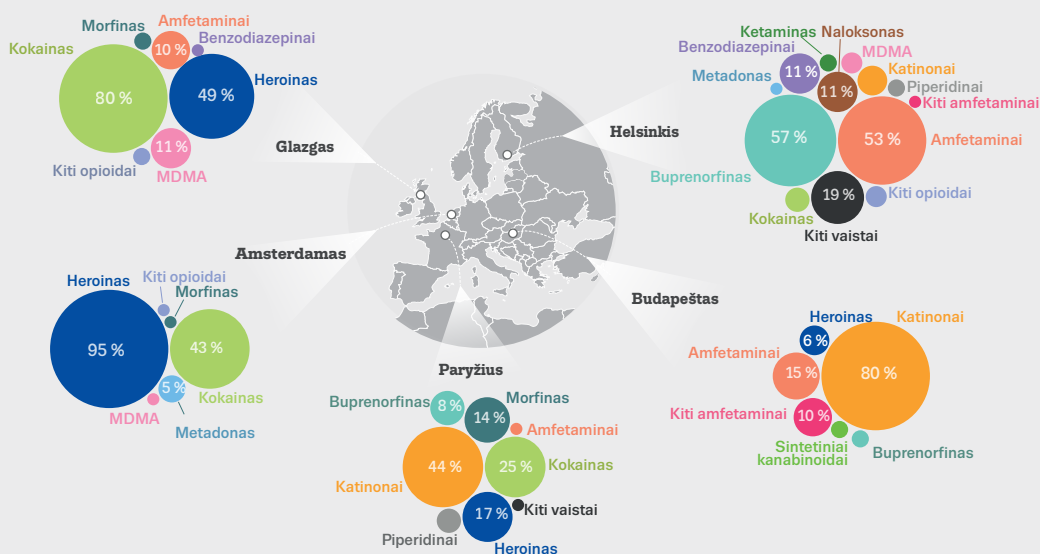 Morfinas
Amfetaminai
Benzodiazepinai
Kokainas
10 %
Heroinas
80 %
49 %
11 %
Kiti opioidai
MDMA
Glazgas
Ketaminas
Naloksonas
Benzodiazepinai
MDMA
Metadonas
11 %
Katinonai
Piperidinai
11 %
Kiti amfetaminai
57 %
53 %
Amfetaminai
Buprenorfinas
19 %
Kiti opioidai
Kokainas
Kiti vaistai
Helsinkis
Amsterdamas
Heroinas
Kiti opioidai
Morfinas
95 %
43 %
5 %
Kokainas
MDMA
Metadonas
Budapeštas
Heroinas
Katinonai
6 %
Amfetaminai
15 %
80 %
Kiti amfetaminai
10 %
Sintetiniai
kanabinoidai
Buprenorfinas
Paryžius
Buprenorfinas
8 %
Morfinas
14 %
Amfetaminai
44 %
25 %
Kokainas
Katinonai
17 %
Kiti vaistai
Piperidinai
Heroinas